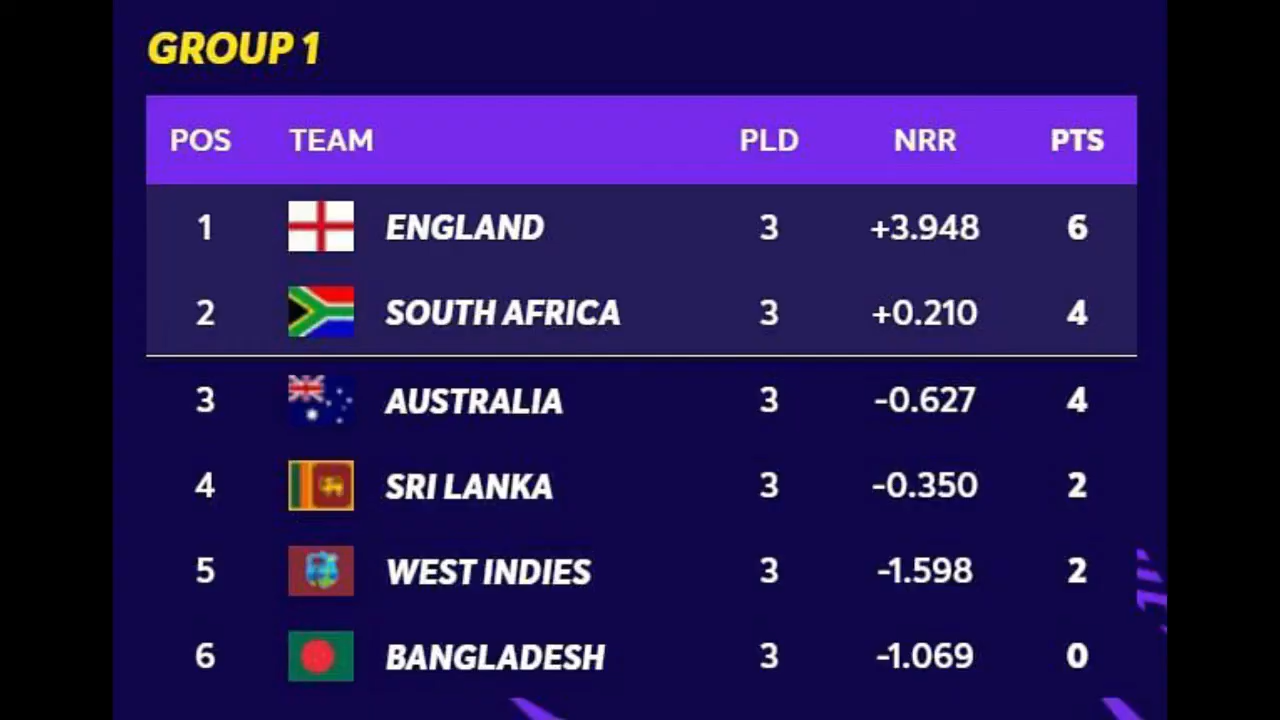 GROUP 1
POS TEAM PLD NRR PTS
1 ENGLAND 3 +3.948 6
2 SOUTH AFRICA 3 +0.210 4
3 AUSTRALIA 3 -0.627 4
4 SRI LANKA 3 -0.350 2
5 WEST INDIES 3 -1.598 2
6 BANGLADESH 3 -1.069 0